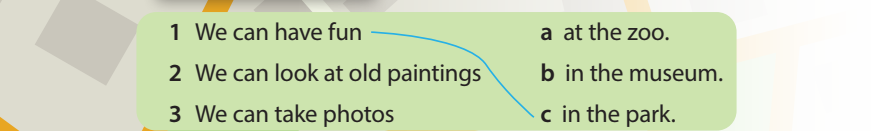 1 We can have fun a at the zoo.
2 We can look at old paintings b in the museum.
3 We can take photos c in the park.